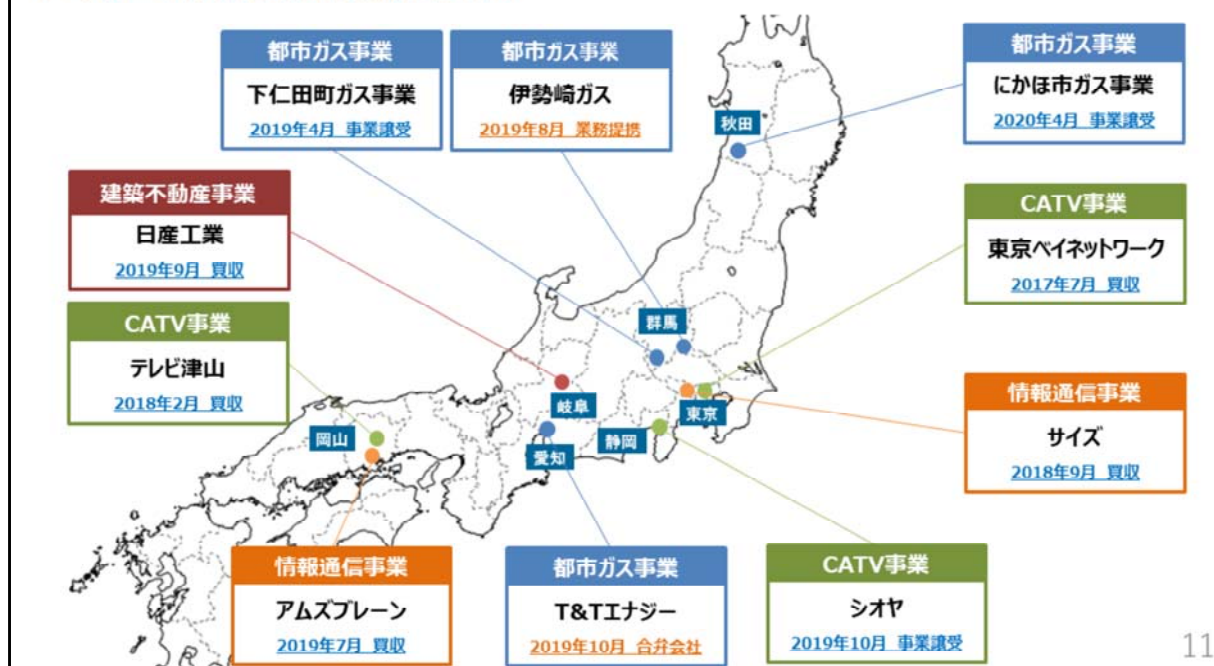 都市ガス事業
下仁田町ガス事業
2019年4月 事業譲受
都市ガス事業
伊勢崎ガス
2019年8月 業務提携
都市ガス事業
にかほ市ガス事業
2020年4月 事業譲受
秋田
建築不動産事業
日産工業
2019年9月 買収
CATV事業
東京ベイネットワーク
2017年7月 買収
群馬
CATV事業
テレビ津山
2018年2月 買収
岐阜
東京
岡山
静岡
愛知
情報通信事業
サイズ
2018年9月 買収
情報通信事業
アムズブレーン
2019年7月 買収
都市ガス事業
T&Tエナジー
2019年10月 合弁会社
CATV事業
シオヤ
2019年10月 事業譲受
11